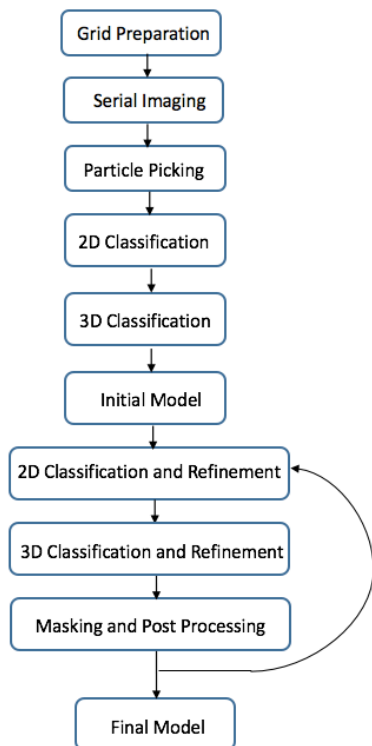 Grid Preparation
Serial Imaging
Particle Picking
2D Classification
3D Classification
Initial Model
2D Classification and Refinement
3D Classification and Refinement
Masking and Post Processing
Final Model